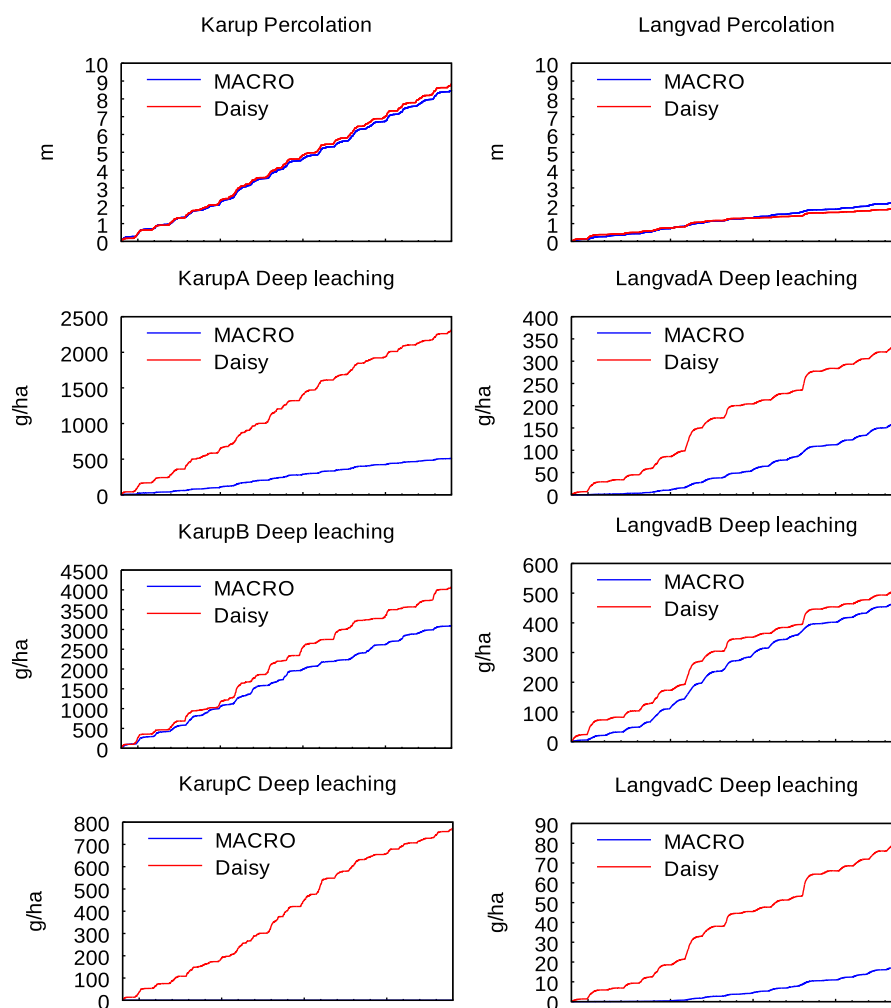 Karup Percolation
10
9
8
7
6
5
4
3
2
1
0
m
MACRO
Daisy
Langvad Percolation
10
9
8
7
6
5
4
3
2
1
0
m
MACRO
Daisy
KarupA Deep leaching
2500
2000
1500
1000
500
0
g/ha
MACRO
Daisy
LangvadA Deep leaching
400
350
300
250
200
150
100
50
0
g/ha
MACRO
Daisy
KarupB Deep leaching
4500
4000
3500
3000
2500
2000
1500
1000
500
0
g/ha
MACRO
Daisy
LangvadB Deep leaching
600
500
400
300
200
100
0
g/ha
MACRO
Daisy
KarupC Deep leaching
800
700
600
500
400
300
200
100
0
g/ha
MACRO
Daisy
LangvadC Deep leaching
90
80
70
60
50
40
30
20
10
0
g/ha
MACRO
Daisy